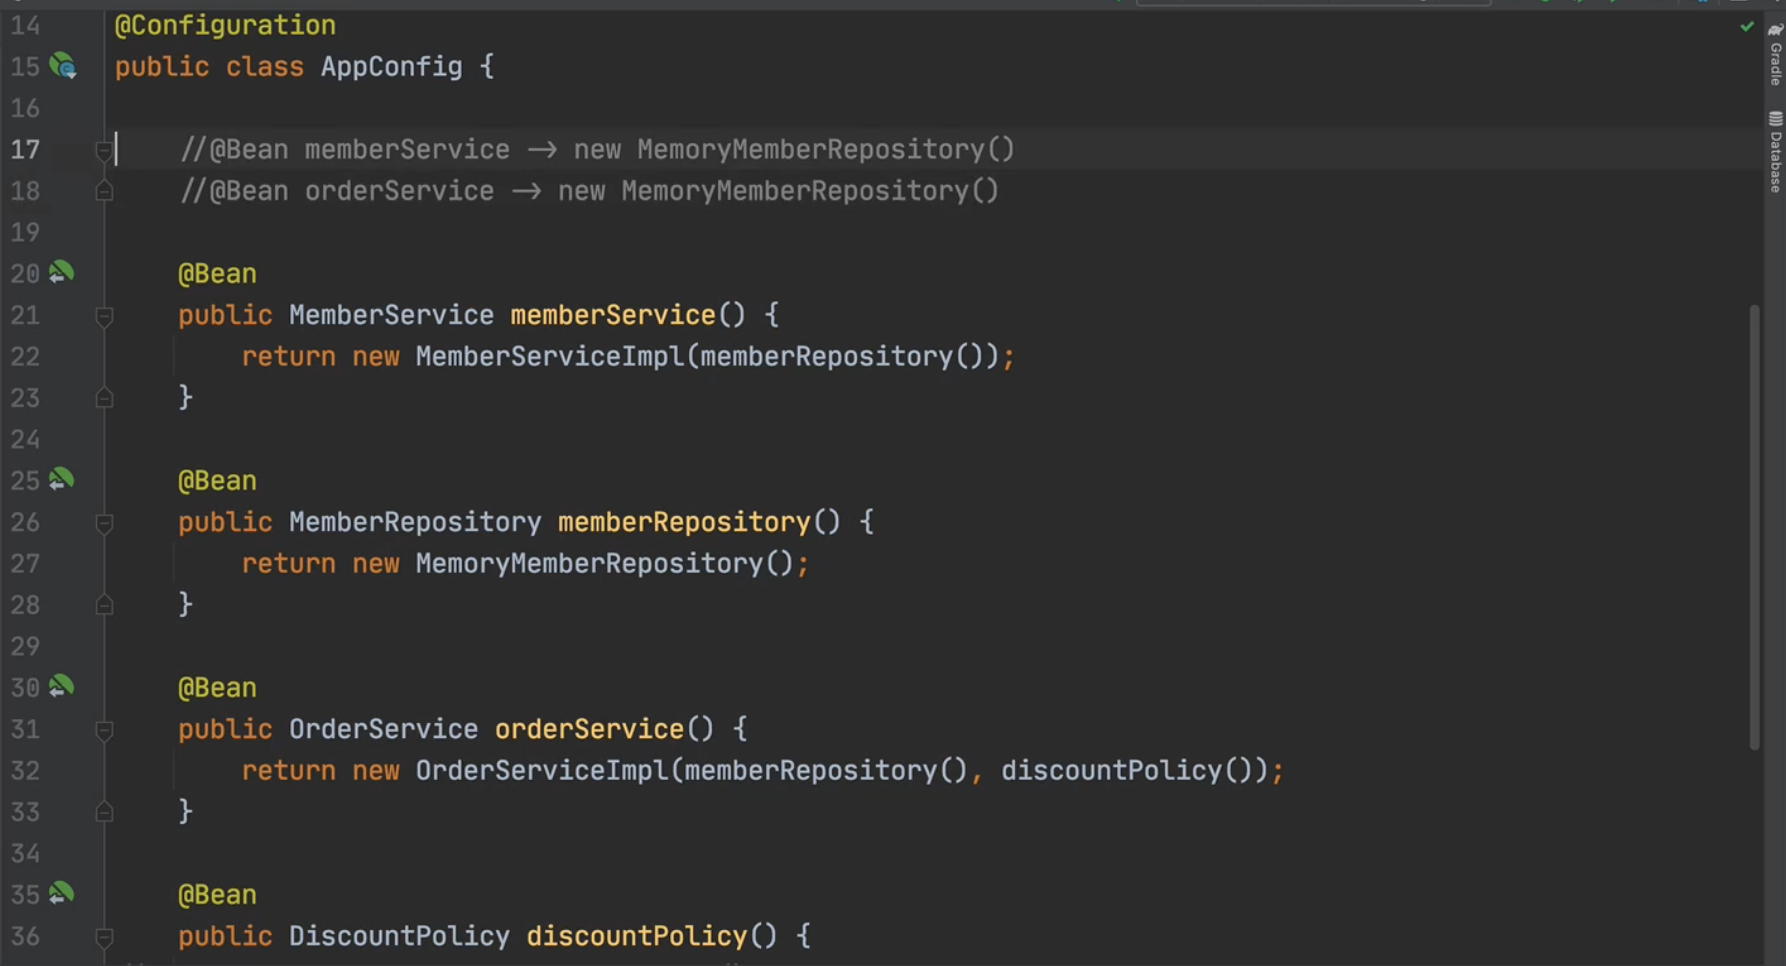 14 @Configuration
15 public class AppConfig {
16
17 //@Bean memberService -> new MemoryMemberRepository()
18 //@Bean orderService -> new MemoryMemberRepository()
19
20 @Bean
21 public MemberService memberService() {
22 return new MemberServiceImpl(memberRepository());
23 }
24
25 @Bean
26 public MemberRepository memberRepository() {
27 return new MemoryMemberRepository();
28 }
29
30 @Bean
31 public OrderService orderService() {
32 return new OrderServiceImpl(memberRepository(), discountPolicy());
33 }
34
35 @Bean
36 public DiscountPolicy discountPolicy() {
Gradle
Database